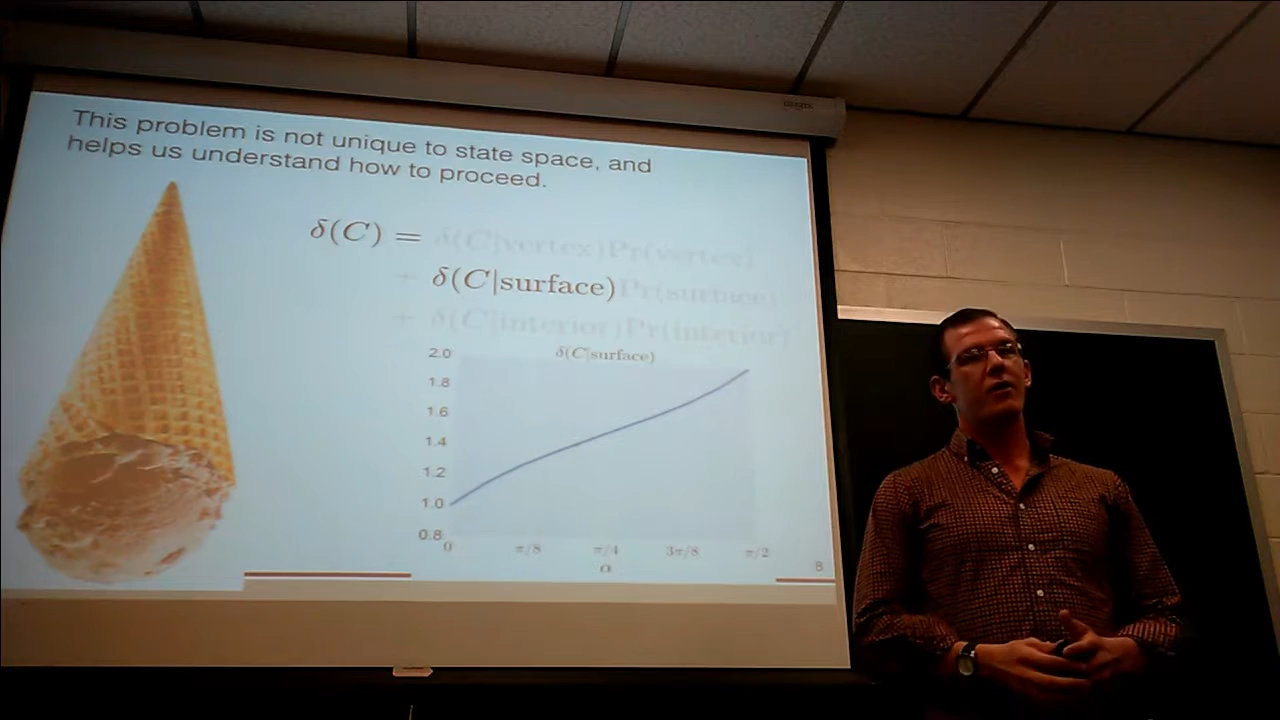 This problem is not unique to state space, and
helps us understand how to proceed.
δ(C) = δ(C|vertex)Pr(vertex)
+ δ(C|surface)Pr(surface)
+ δ(C|interior)Pr(interior)
δ(C|surface)
2.0
1.8
1.6
1.4
1.2
1.0
0.8
0 π/8 π/4 3π/8 π/2
α
8